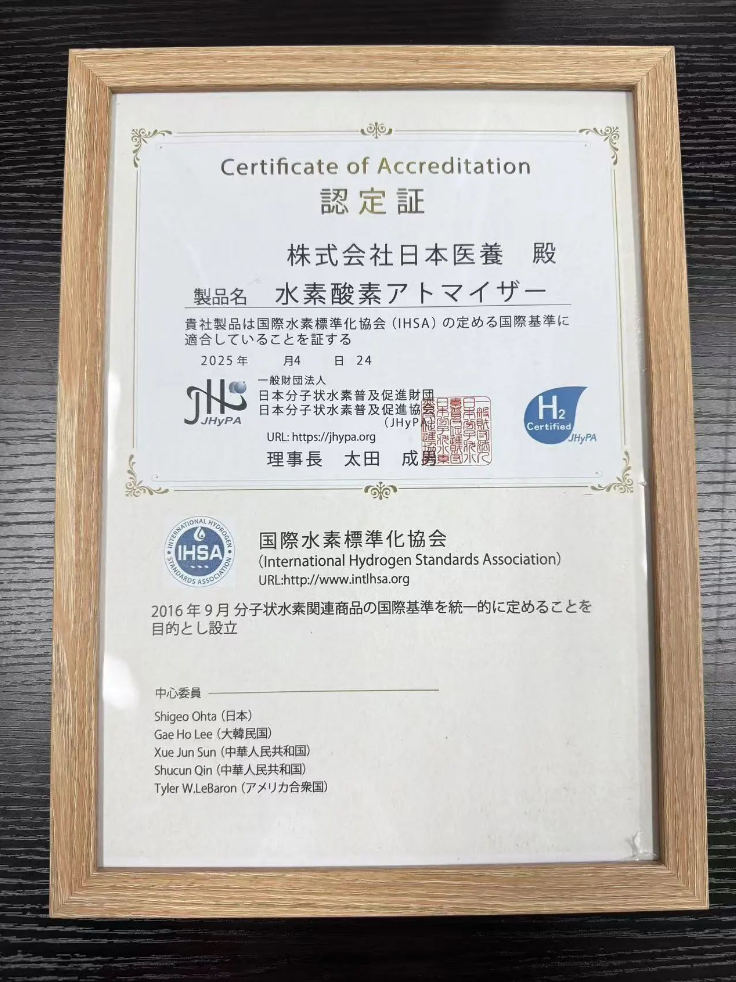 Certificate of Accreditation
認定証
株式会社日本医養 殿
製品名 水素酸素アトマイザー
貴社製品は国際水素標準化協会(IHSA)の定める国際基準に
適合していることを証する
2025年 月4 日 24
JHyPA
一般財団法人
日本分子状水素普及促進財団
日本分子状水素普及促進協会
(JHyPA
URL: https://jhypa.org
理事長 太田 成男
H2
Certified
JHyPA
INTERNATIONAL HYDROGEN
IHSA
STANDARDS ASSOCIATION
国際水素標準化協会
(International Hydrogen Standards Association)
URL:http://www.intlhsa.org
2016年9月分子状水素関連商品の国際基準を統一的に定めることを
目的とし設立
中心委員
Shigeo Ohta(日本)
Gae Ho Lee(大韓民国)
Xue Jun Sun(中華人民共和国)
Shucun Qin(中華人民共和国)
Tyler W.LeBaron(アメリカ合衆国)